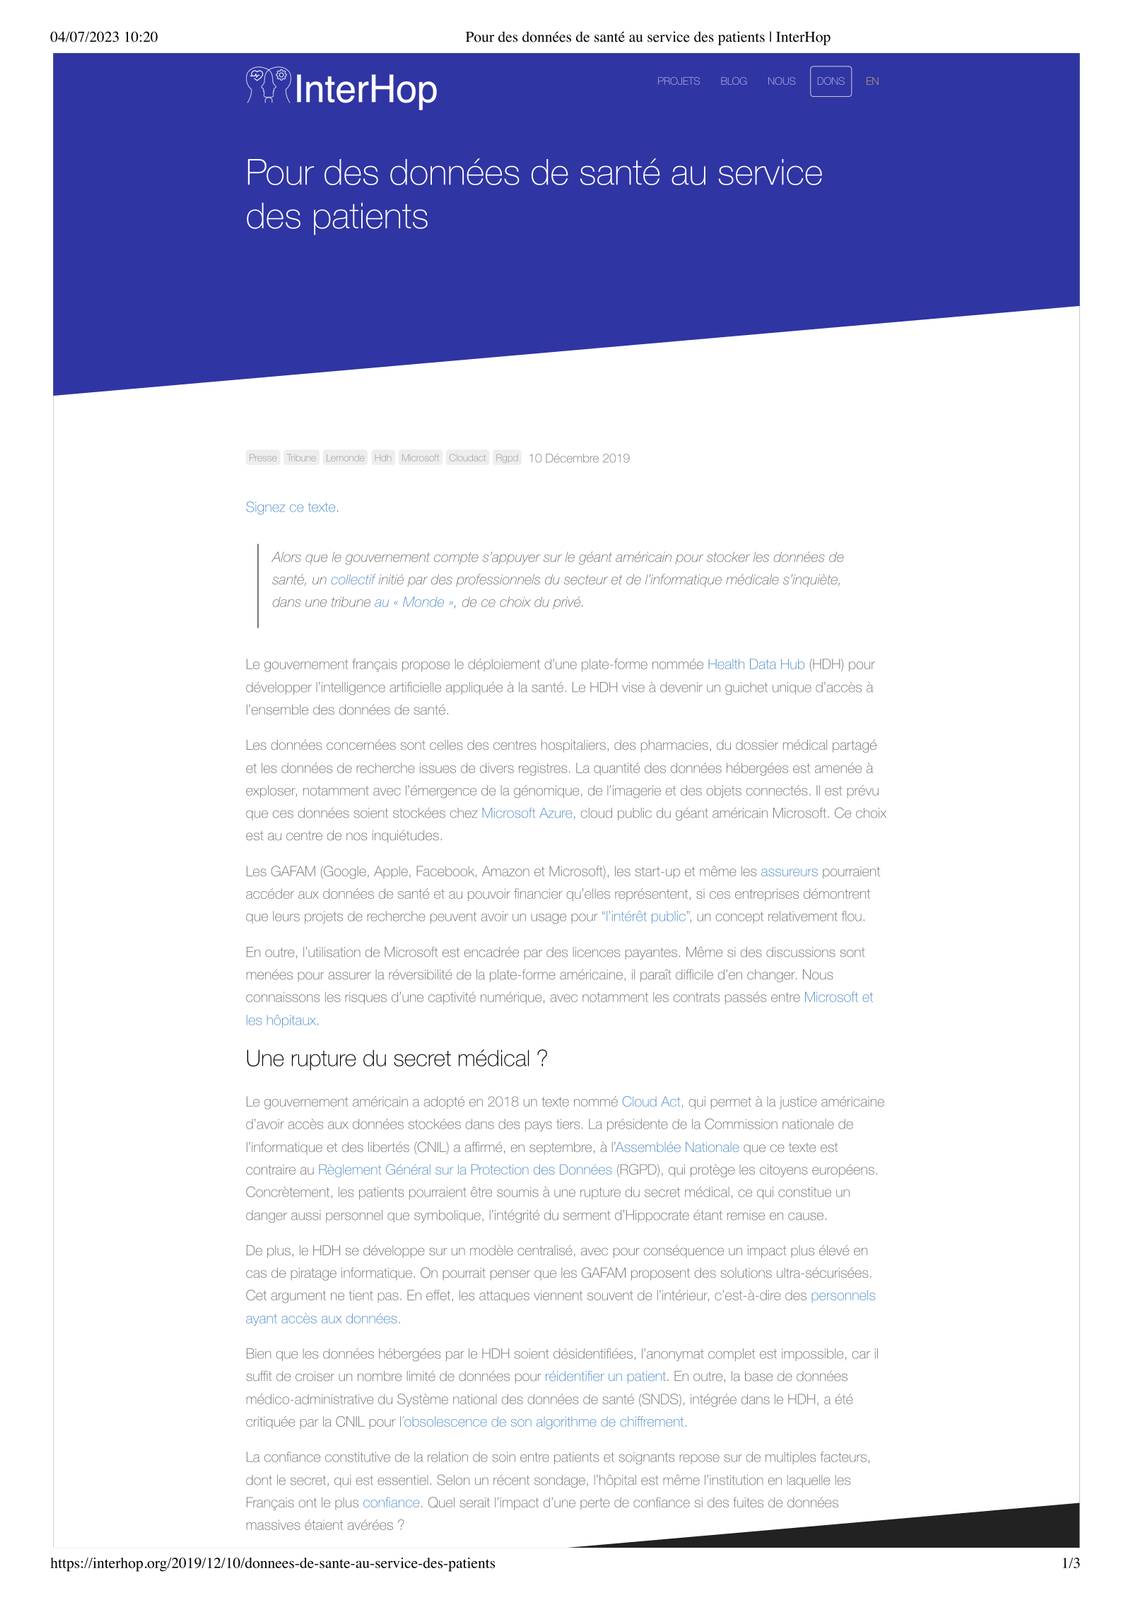 04/07/2023 10:20
Pour des données de santé au service des patients | InterHop
InterHop
PROJETS BLOG NOUS DONS EN
Pour des données de santé au service
des patients
Presse Tribune Lemonde Hdh Microsoft Cloudact Rgpd 10 Décembre 2019
Signez ce texte.
Alors que le gouvernement compte s'appuyer sur le géant américain pour stocker les données de
santé, un collectif initié par des professionnels du secteur et de l'informatique médicale s'inquiète,
dans une tribune au « Monde », de ce choix du privé.
Le gouvernement français propose le déploiement d'une plate-forme nommée Health Data Hub (HDH) pour
développer l'intelligence artificielle appliquée à la santé. Le HDH vise à devenir un guichet unique d'accès à
l'ensemble des données de santé.
Les données concernées sont celles des centres hospitaliers, des pharmacies, du dossier médical partagé
et les données de recherche issues de divers registres. La quantité des données hébergées est amenée à
exploser, notamment avec l'émergence de la génomique, de l'imagerie et des objets connectés. Il est prévu
que ces données soient stockées chez Microsoft Azure, cloud public du géant américain Microsoft. Ce choix
est au centre de nos inquiétudes.
Les GAFAM (Google, Apple, Facebook, Amazon et Microsoft), les start-up et même les assureurs pourraient
accéder aux données de santé et au pouvoir financier qu'elles représentent, si ces entreprises démontrent
que leurs projets de recherche peuvent avoir un usage pour "l'intérêt public", un concept relativement flou.
En outre, l'utilisation de Microsoft est encadrée par des licences payantes. Même si des discussions sont
menées pour assurer la réversibilité de la plate-forme américaine, il paraît difficile d'en changer. Nous
connaissons les risques d'une captivité numérique, avec notamment les contrats passés entre Microsoft et
les hôpitaux.
Une rupture du secret médical ?
Le gouvernement américain a adopté en 2018 un texte nommé Cloud Act, qui permet à la justice américaine
d'avoir accès aux données stockées dans des pays tiers. La présidente de la Commission nationale de
l'informatique et des libertés (CNIL) a affirmé, en septembre, à l'Assemblée Nationale que ce texte est
contraire au Règlement Général sur la Protection des Données (RGPD), qui protège les citoyens européens.
Concrètement, les patients pourraient être soumis à une rupture du secret médical, ce qui constitue un
danger aussi personnel que symbolique, l'intégrité du serment d'Hippocrate étant remise en cause.
De plus, le HDH se développe sur un modèle centralisé, avec pour conséquence un impact plus élevé en
cas de piratage informatique. On pourrait penser que les GAFAM proposent des solutions ultra-sécurisées.
Cet argument ne tient pas. En effet, les attaques viennent souvent de l'intérieur, c'est-à-dire des personnels
ayant accès aux données.
Bien que les données hébergées par le HDH soient désidentifiées, l'anonymat complet est impossible, car il
suffit de croiser un nombre limité de données pour réidentifier un patient. En outre, la base de données
médico-administrative du Système national des données de santé (SNDS), intégrée dans le HDH, a été
critiquée par la CNIL pour l'obsolescence de son algorithme de chiffrement.
La confiance constitutive de la relation de soin entre patients et soignants repose sur de multiples facteurs,
dont le secret, qui est essentiel. Selon un récent sondage, l'hôpital est même l'institution en laquelle les
Français ont le plus confiance. Quel serait l'impact d'une perte de confiance si des fuites de données
massives étaient avérées ?
https://interhop.org/2019/12/10/donnees-de-sante-au-service-des-patients
1/3